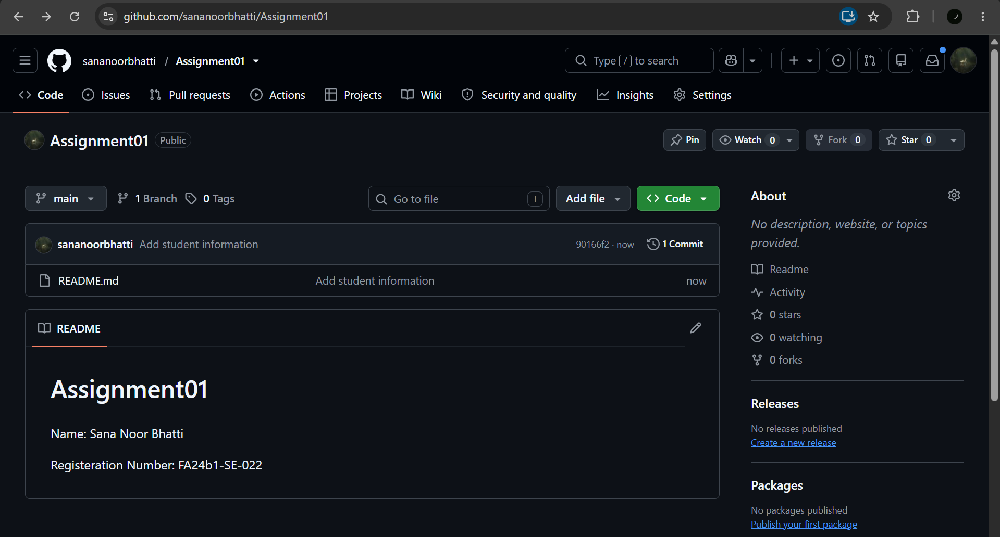 github.com/sananoorbhatti/Assignment01
sananoorbhatti / Assignment01
Type / to search
Code Issues Pull requests Actions Projects Wiki Security and quality Insights Settings
Assignment01 Public
Pin Watch 0 Fork 0 Star 0
main 1 Branch 0 Tags
Go to file T Add file Code
sananoorbhatti Add student information 90166f2 · now 1 Commit
README.md Add student information now
README
Assignment01
Name: Sana Noor Bhatti
Registeration Number: FA24b1-SE-022
About
No description, website, or topics
provided.
Readme
Activity
0 stars
0 watching
0 forks
Releases
No releases published
Create a new release
Packages
No packages published
Publish your first package